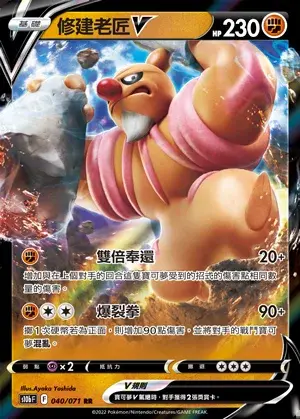 基礎 修建老匠V HP230
雙倍奉還 20+
增加與在上個對手的回合這隻寶可夢受到的招式的傷害點相同數
量的傷害。
爆裂拳 90+
擲1次硬幣若為正面,則增加90點傷害,並將對手的戰鬥寶可
夢混亂。
弱點 ×2 抵抗力 撤退
Illus.Ayaka Yoshida
V規則
當寶可夢V氣絕時,對手獲得2張獎賞卡。
s10b F F 040/071 RR
©2022 Pokémon/Nintendo/Creatures/GAME FREAK.